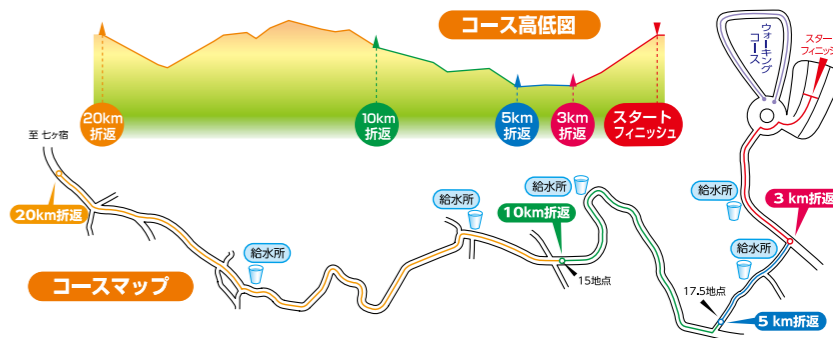 コース高低図
20km
折返
10km
折返
5km
折返
3km
折返
スタート
フィニッシュ
ウォーキング
コース
スター
フィニッシ
至 七ヶ宿
20km折返
給水所
コースマップ
給水所
10km折返
15地点
給水所
給水所
3 km折返
給水所
17.5地点
5 km折返